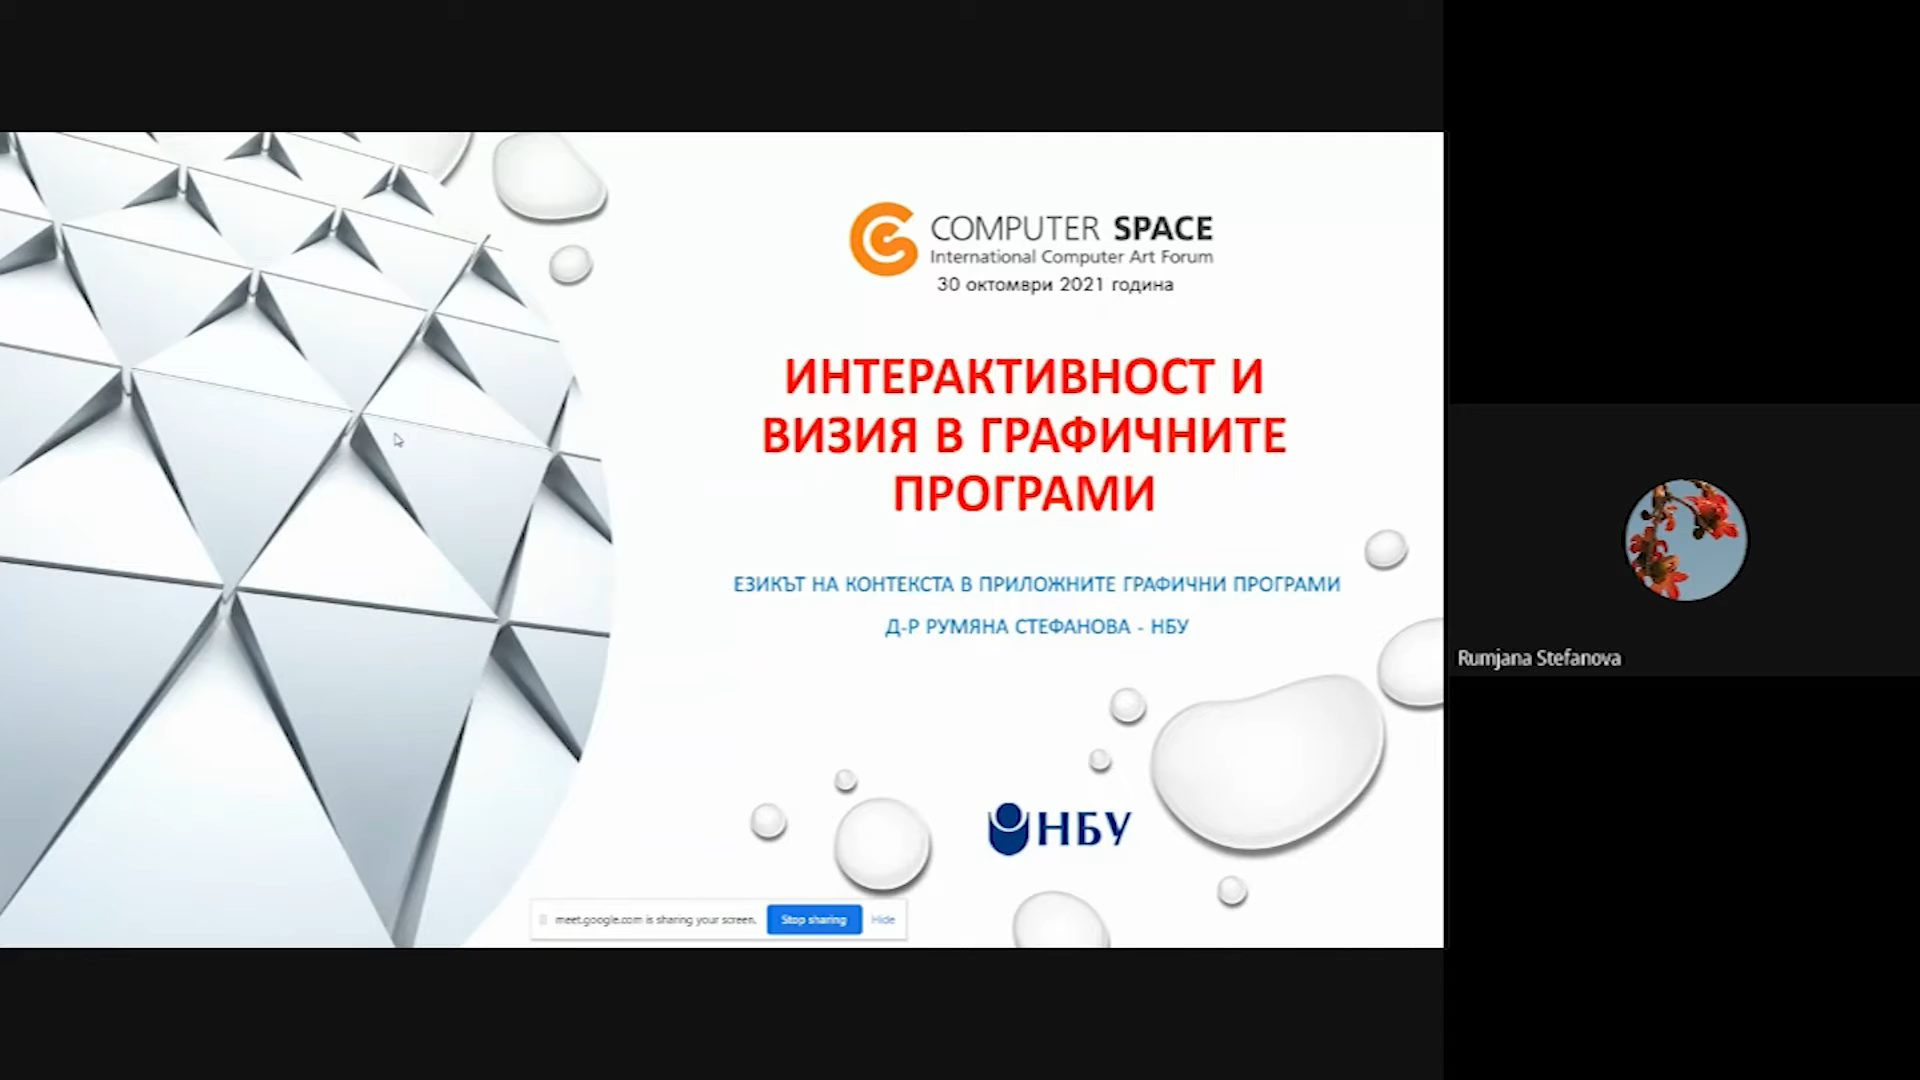 COMPUTER SPACE
International Computer Art Forum
30 октомври 2021 година
ИНТЕРАКТИВНОСТ И
ВИЗИЯ В ГРАФИЧНИТЕ
ПРОГРАМИ
ЕЗИКЪТ НА КОНТЕКСТА В ПРИЛОЖНИТЕ ГРАФИЧНИ ПРОГРАМИ
Д-Р РУМЯНА СТЕФАНОВА - НБУ
Rumjana Stefanova
НБУ
meet.google.com is sharing your screen. Stop sharing Hide